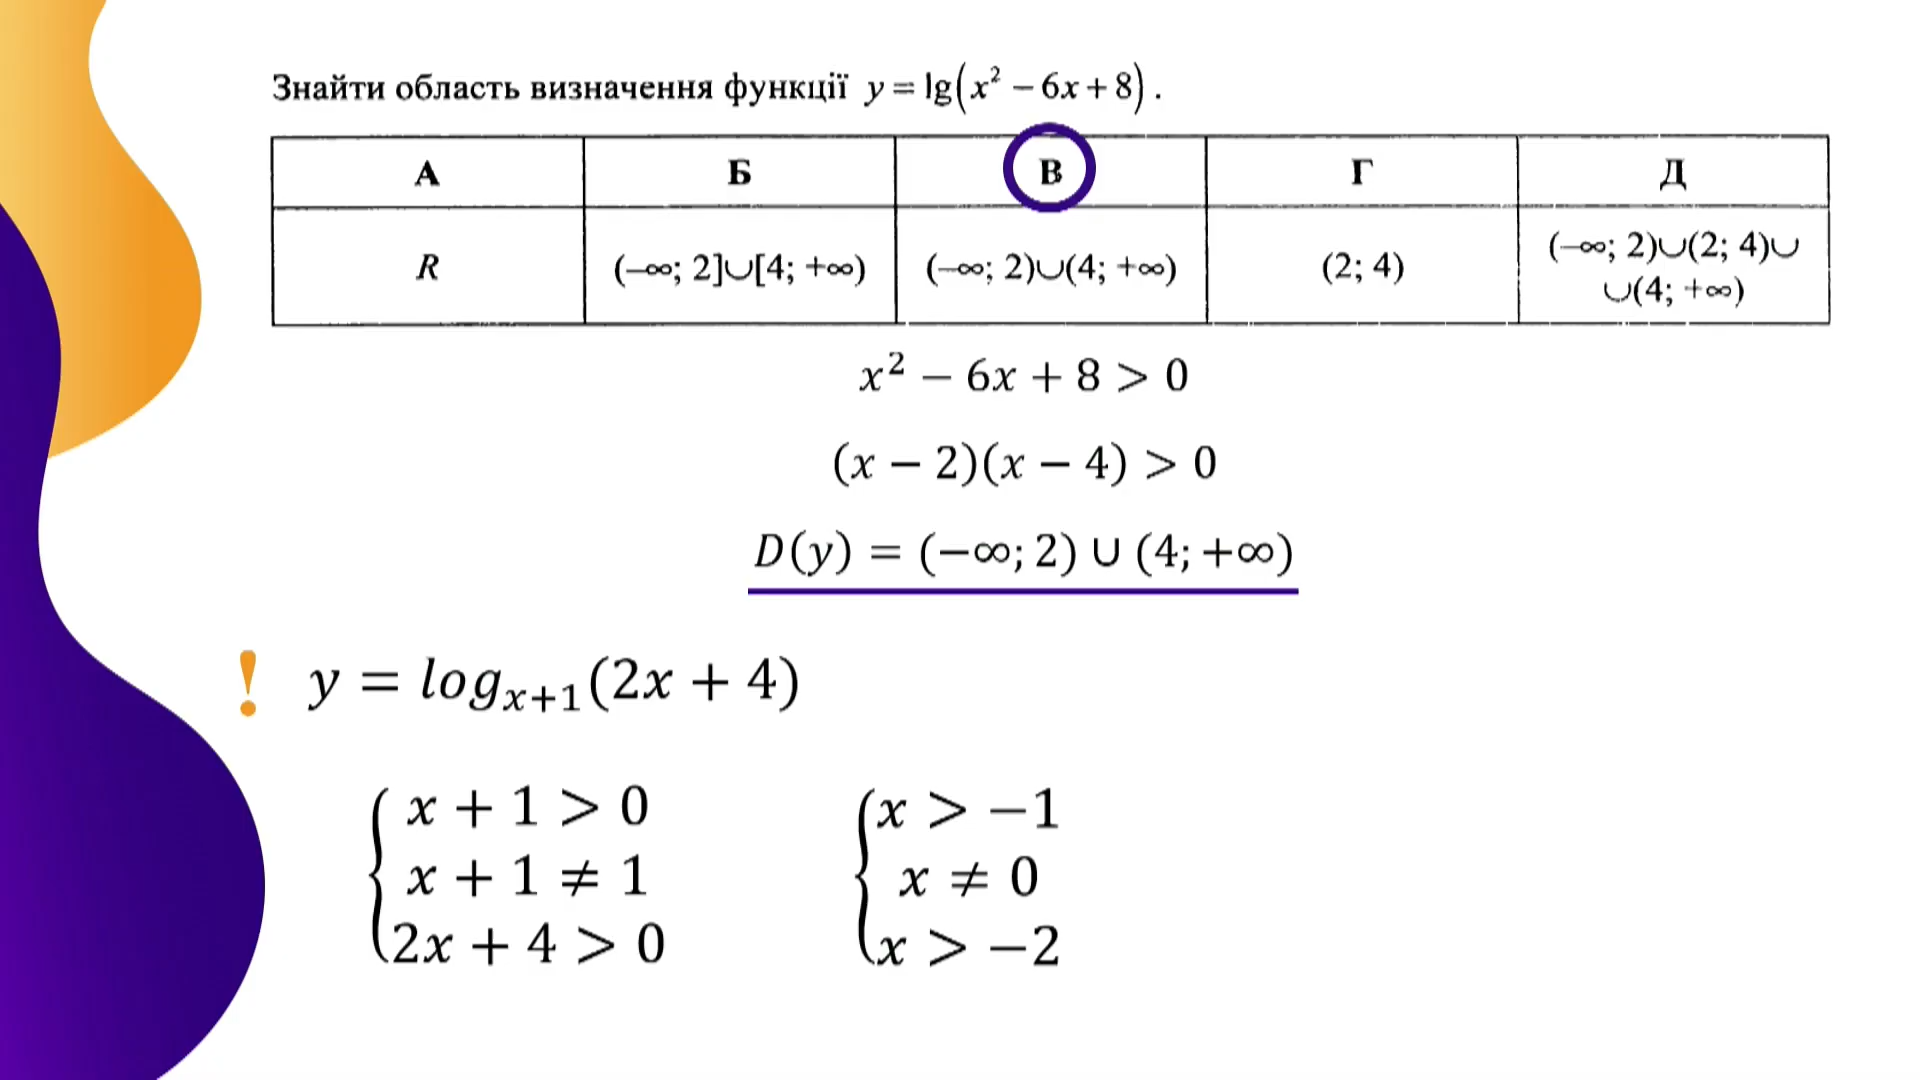 Знайти область визначення функції y = lg(x² − 6x + 8) .
А Б В Г Д
R (–∞; 2]∪[4; +∞) (–∞; 2)∪(4; +∞) (2; 4) (–∞; 2)∪(2; 4)∪
∪(4; +∞)
x² − 6x + 8 > 0
(x − 2)(x − 4) > 0
D(y) = (−∞; 2) ∪ (4; +∞)
! y = log_{x+1}(2x + 4)
{ x + 1 > 0 { x > −1
x + 1 ≠ 1 x ≠ 0
2x + 4 > 0 x > −2